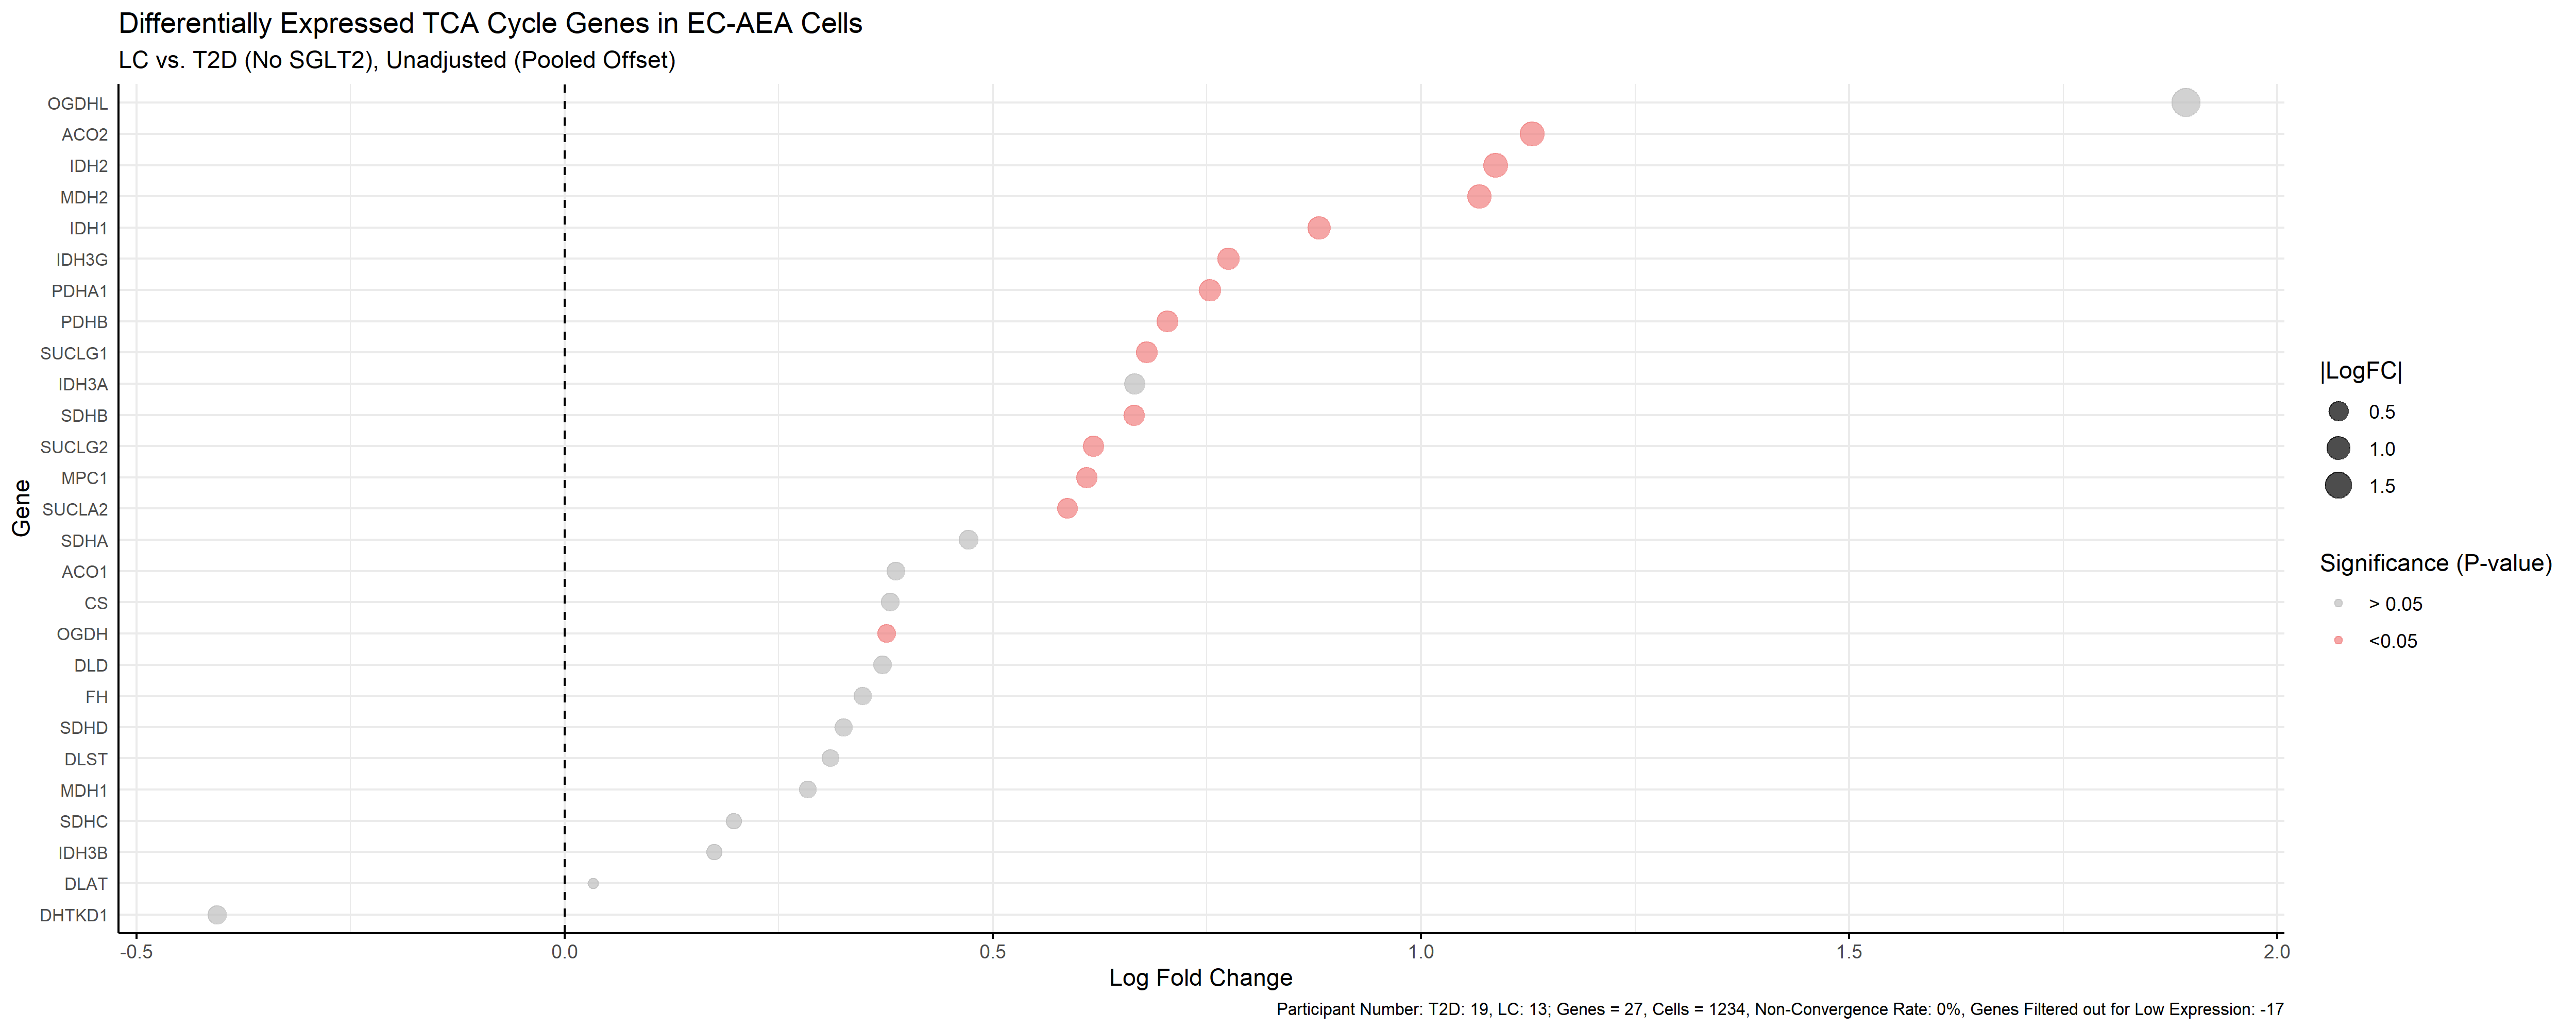 Differentially Expressed TCA Cycle Genes in EC-AEA Cells
LC vs. T2D (No SGLT2), Unadjusted (Pooled Offset)
Gene
OGDHL
ACO2
IDH2
MDH2
IDH1
IDH3G
PDHA1
PDHB
SUCLG1
IDH3A
SDHB
SUCLG2
MPC1
SUCLA2
SDHA
ACO1
CS
OGDH
DLD
FH
SDHD
DLST
MDH1
SDHC
IDH3B
DLAT
DHTKD1
-0.5 0.0 0.5 1.0 1.5 2.0
Log Fold Change
|LogFC|
0.5
1.0
1.5
Significance (P-value)
> 0.05
<0.05
Participant Number: T2D: 19, LC: 13; Genes = 27, Cells = 1234, Non-Convergence Rate: 0%, Genes Filtered out for Low Expression: -17